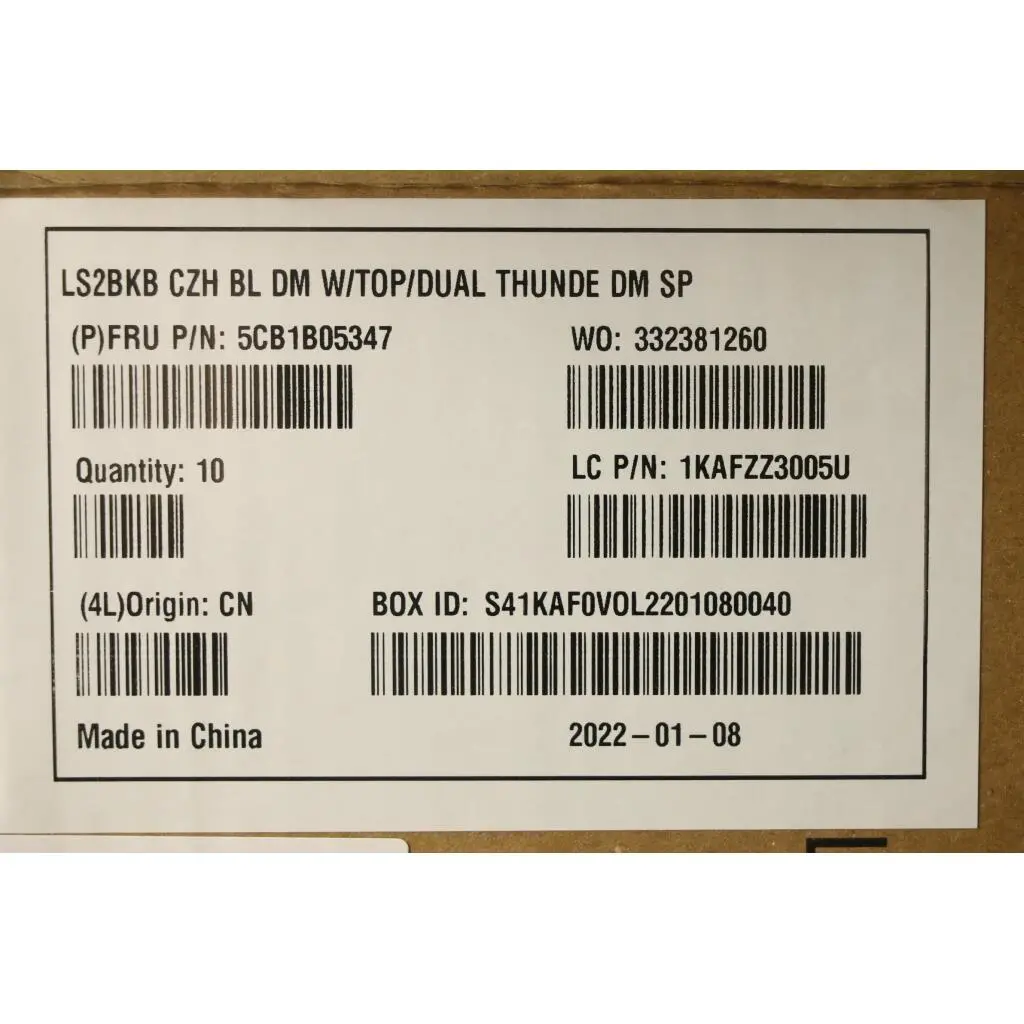 LS2BKB CZH BL DM W/TOP/DUAL THUNDE DM SP
(P)FRU P/N: 5CB1B05347 WO: 332381260
Quantity: 10 LC P/N: 1KAFZZ3005U
(4L)Origin: CN BOX ID: S41KAF0VOL2201080040
Made in China 2022-01-08